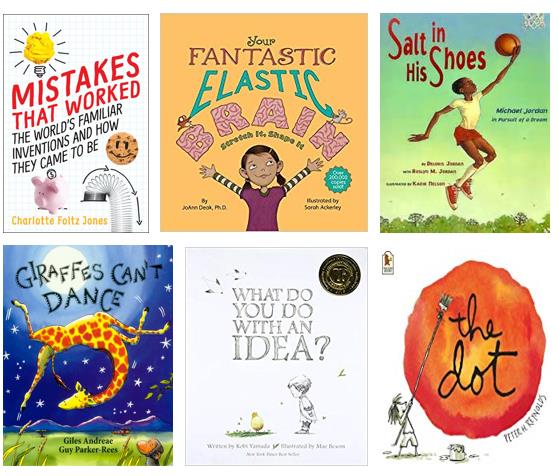 MISTAKES
THAT WORKED
THE WORLD'S FAMILIAR
INVENTIONS AND HOW
THEY CAME TO BE
Charlotte Foltz Jones
Your
FANTASTIC
ELASTIC
BRAIN
Stretch It, Shape It
Over
200,000
copies
sold!
By
JoAnn Deak, Ph.D.
Illustrated by
Sarah Ackerley
Salt in
His Shoes
Michael Jordan
in Pursuit of a Dream
BY DELORIS JORDAN
WITH ROSLYN M. JORDAN
ILLUSTRATED BY KADIR NELSON
GIRAFFES CAN'T
DANCE
Giles Andreae
Guy Parker-Rees
WHAT DO
YOU DO
WITH AN
IDEA?
Written by Kobi Yamada
Illustrated by Mae Besom
New York Times Best Seller
the
dot
PETER H. REYNOLDS